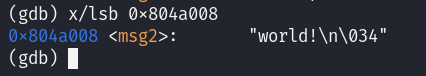 (gdb) x/lsb 0×804a008
0×804a008 <msg2>:       "world!\n\034"
(gdb)